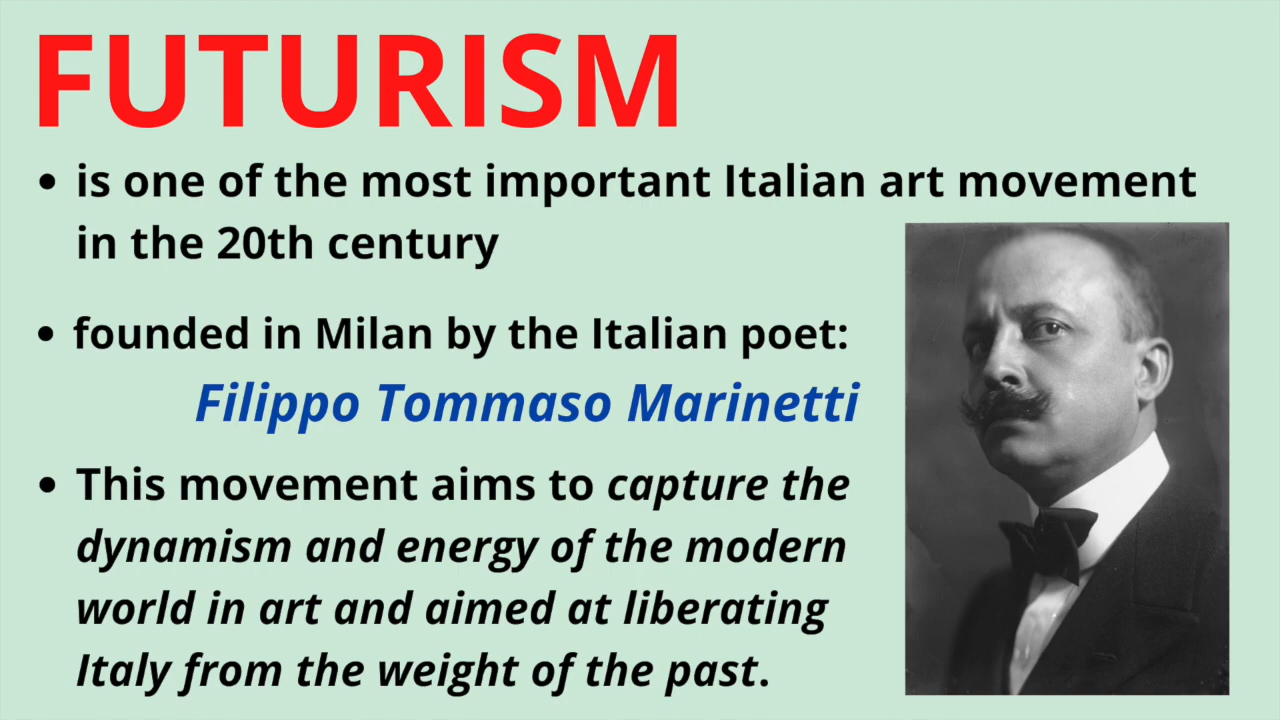 FUTURISM
• is one of the most important Italian art movement
in the 20th century
• founded in Milan by the Italian poet:
Filippo Tommaso Marinetti
• This movement aims to capture the
dynamism and energy of the modern
world in art and aimed at liberating
Italy from the weight of the past.